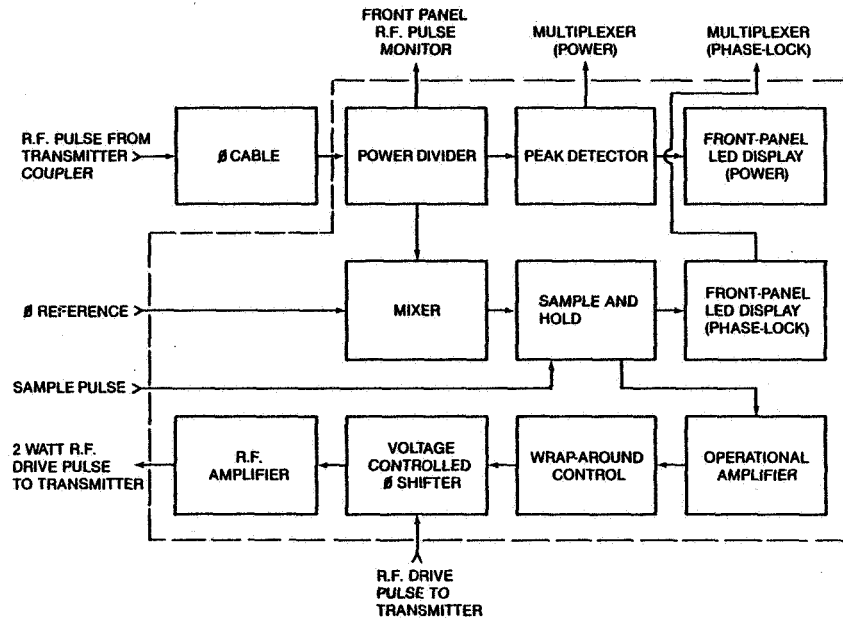 FRONT PANEL
R.F. PULSE
MONITOR
MULTIPLEXER
(POWER)
MULTIPLEXER
(PHASE-LOCK)
R.F. PULSE FROM
TRANSMITTER
COUPLER
Ø CABLE
POWER DIVIDER
PEAK DETECTOR
FRONT-PANEL
LED DISPLAY
(POWER)
Ø REFERENCE
MIXER
SAMPLE AND
HOLD
FRONT-PANEL
LED DISPLAY
(PHASE-LOCK)
SAMPLE PULSE
2 WATT R.F.
DRIVE PULSE
TO TRANSMITTER
R.F.
AMPLIFIER
VOLTAGE
CONTROLLED
Ø SHIFTER
WRAP-AROUND
CONTROL
OPERATIONAL
AMPLIFIER
R.F. DRIVE
PULSE TO
TRANSMITTER